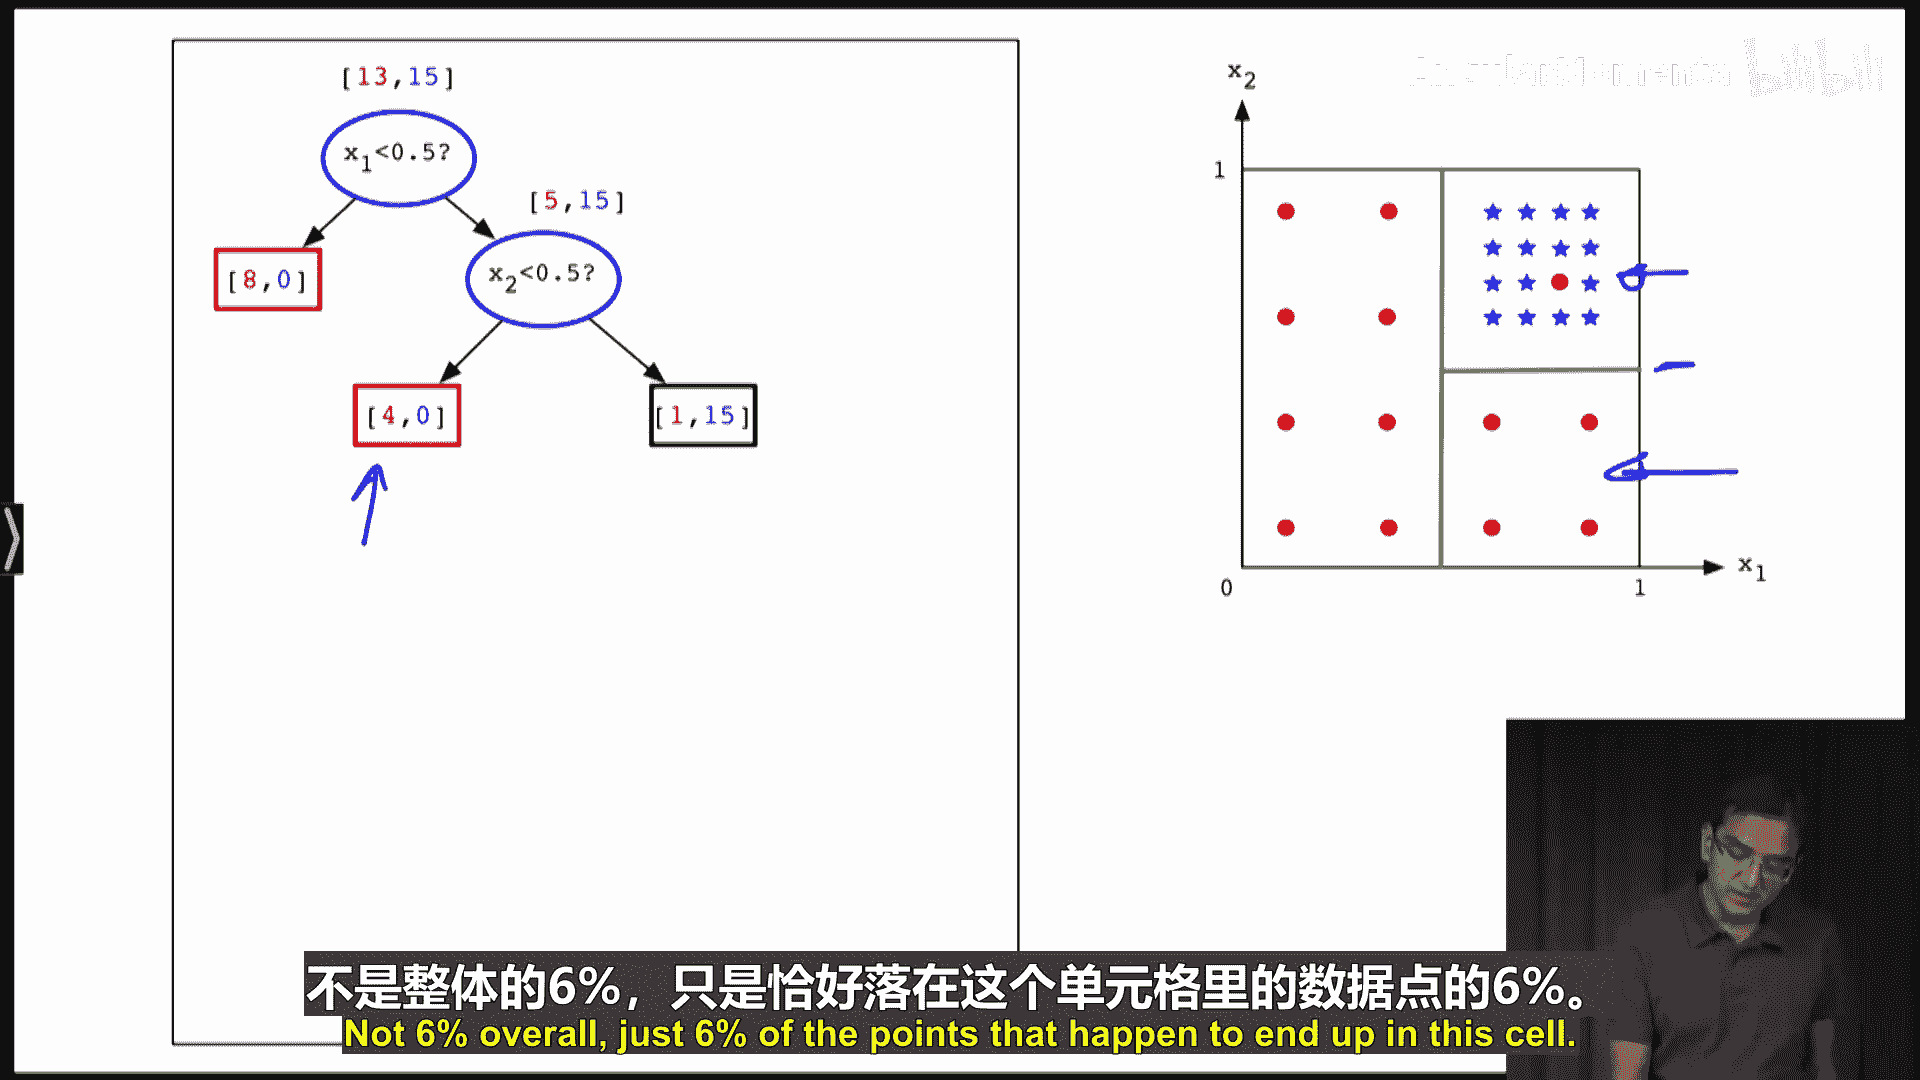 [13,15]
x1<0.5?
[5,15]
[8,0]
x2<0.5?
[4,0]
[1,15]
x2
bilibili
1
0
1
x1
不是整体的6%，只是恰好落在这个单元格里的数据点的6%。
Not 6% overall, just 6% of the points that happen to end up in this cell.